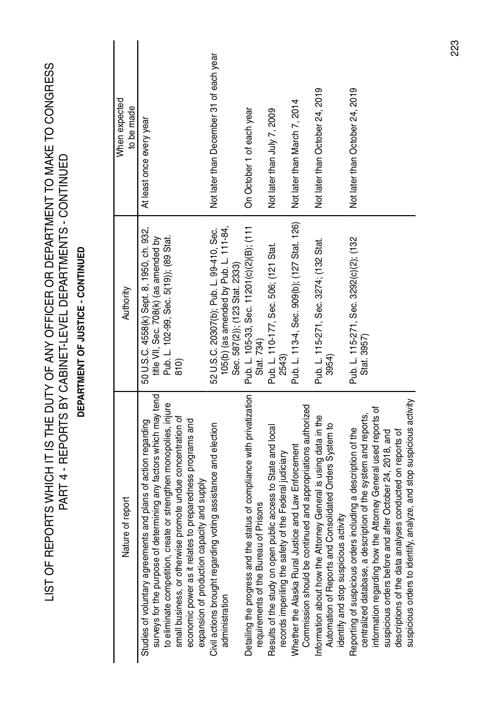 LIST OF REPORTS WHICH IT IS THE DUTY OF ANY OFFICER OR DEPARTMENT TO MAKE TO CONGRESS
PART 4 - REPORTS BY CABINET-LEVEL DEPARTMENTS - CONTINUED
DEPARTMENT OF JUSTICE - CONTINUED
Nature of report
Authority
When expected
to be made
Studies of voluntary agreements and plans of action regarding
surveys for the purpose of determining any factors which may tend
to eliminate competition, create or strengthen monopolies, injure
small business, or otherwise promote undue concentration of
economic power as it relates to preparedness programs and
expansion of production capacity and supply
50 U.S.C. 4558(k) Sept. 8, 1950, ch. 932,
title VII, Sec. 708(k) (as amended by
Pub. L. 102-99, Sec. 5(19)); (89 Stat.
810)
At least once every year
Civil actions brought regarding voting assistance and election
administration
52 U.S.C. 20307(b); Pub. L. 99-410, Sec.
105(b) (as amended by Pub. L. 111-84,
Sec. 587(2)); (123 Stat. 2333)
Not later than December 31 of each year
Detailing the progress and the status of compliance with privatization
requirements of the Bureau of Prisons
Pub. L. 105-33, Sec. 11201(c)(2)(B); (111
Stat. 734)
On October 1 of each year
Results of the study on open public access to State and local
records imperiling the safety of the Federal judiciary
Pub. L. 110-177, Sec. 506; (121 Stat.
2543)
Not later than July 7, 2009
Whether the Alaska Rural Justice and Law Enforcement
Commission should be continued and appropriations authorized
Pub. L. 113-4, Sec. 909(b); (127 Stat. 126)
Not later than March 7, 2014
Information about how the Attorney General is using data in the
Automation of Reports and Consolidated Orders System to
identify and stop suspicious activity
Pub. L. 115-271, Sec. 3274; (132 Stat.
3954)
Not later than October 24, 2019
Reporting of suspicious orders including a description of the
centralized database, a description of the system and reports,
information regarding how the Attorney General used reports of
suspicious orders before and after October 24, 2018, and
descriptions of the data analyses conducted on reports of
suspicious orders to identify, analyze, and stop suspicious activity
Pub. L. 115-271, Sec. 3292(c)(2); (132
Stat. 3957)
Not later than October 24, 2019
223